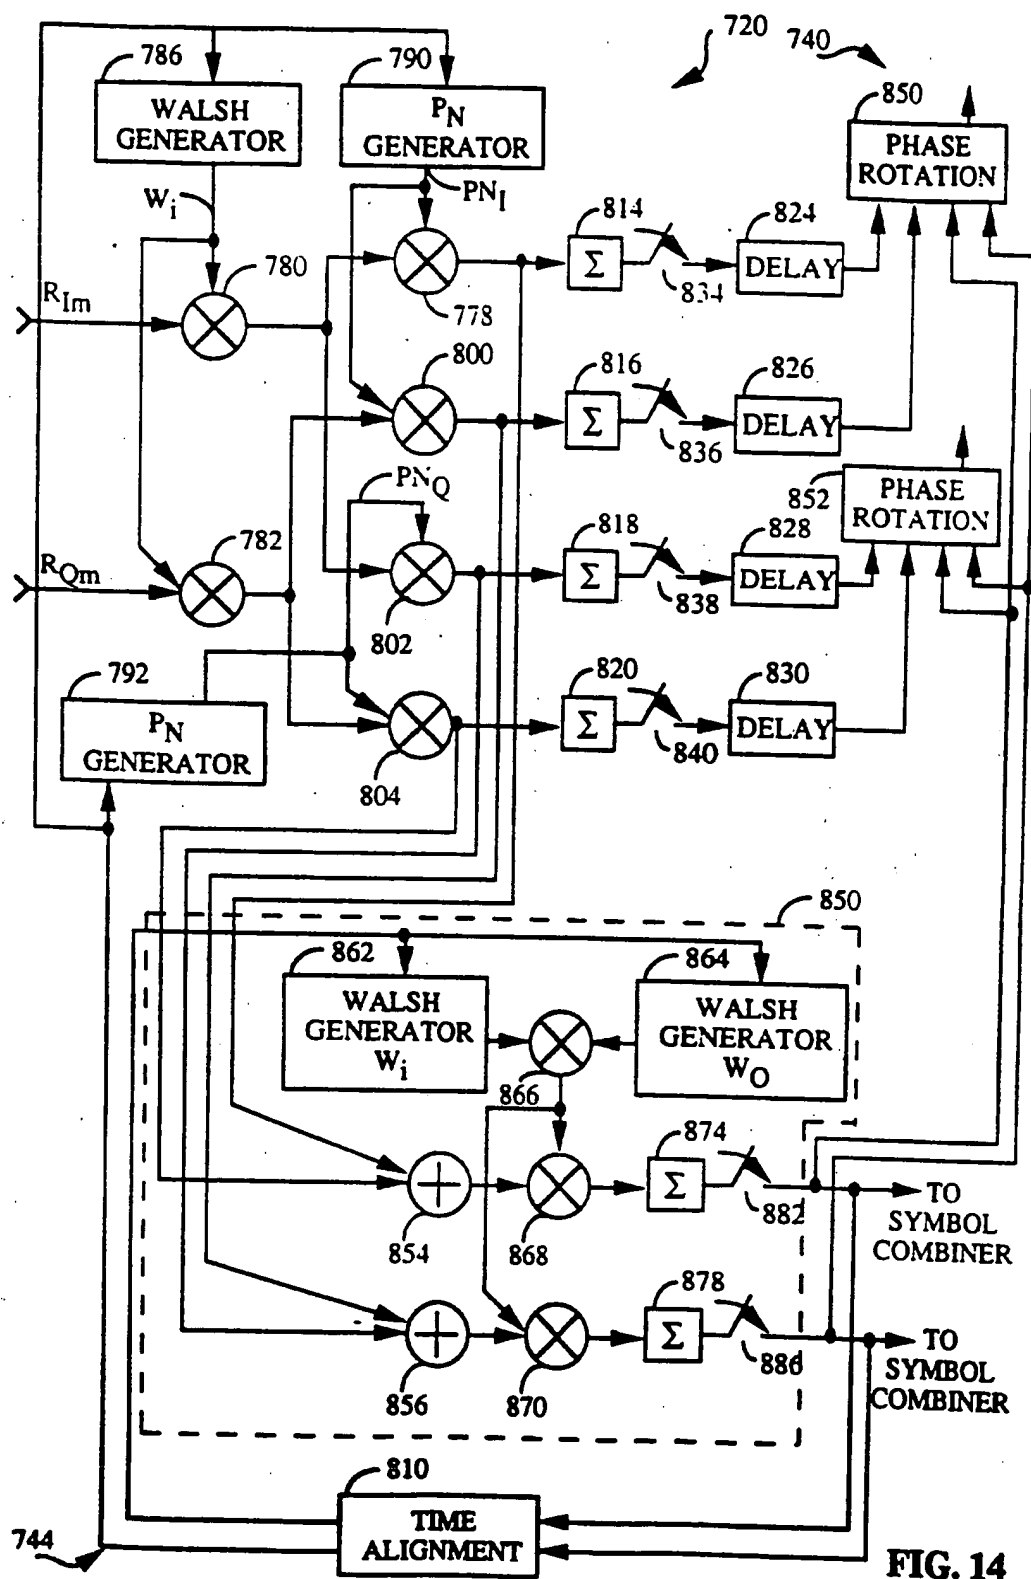 720
740
786
790
850
WALSH
GENERATOR
PN
GENERATOR
PHASE
ROTATION
Wi
PNI
814
824
780
Σ
DELAY
834
RIm
778
800
816
826
Σ
DELAY
836
PNQ
852
PHASE
ROTATION
782
818
828
RQm
Σ
DELAY
838
802
792
820
830
PN
GENERATOR
Σ
DELAY
840
804
850
862
864
WALSH
GENERATOR
Wi
WALSH
GENERATOR
WO
866
874
Σ
882
TO
SYMBOL
COMBINER
854
868
878
Σ
886
TO
SYMBOL
COMBINER
856
870
810
TIME
ALIGNMENT
744
FIG. 14